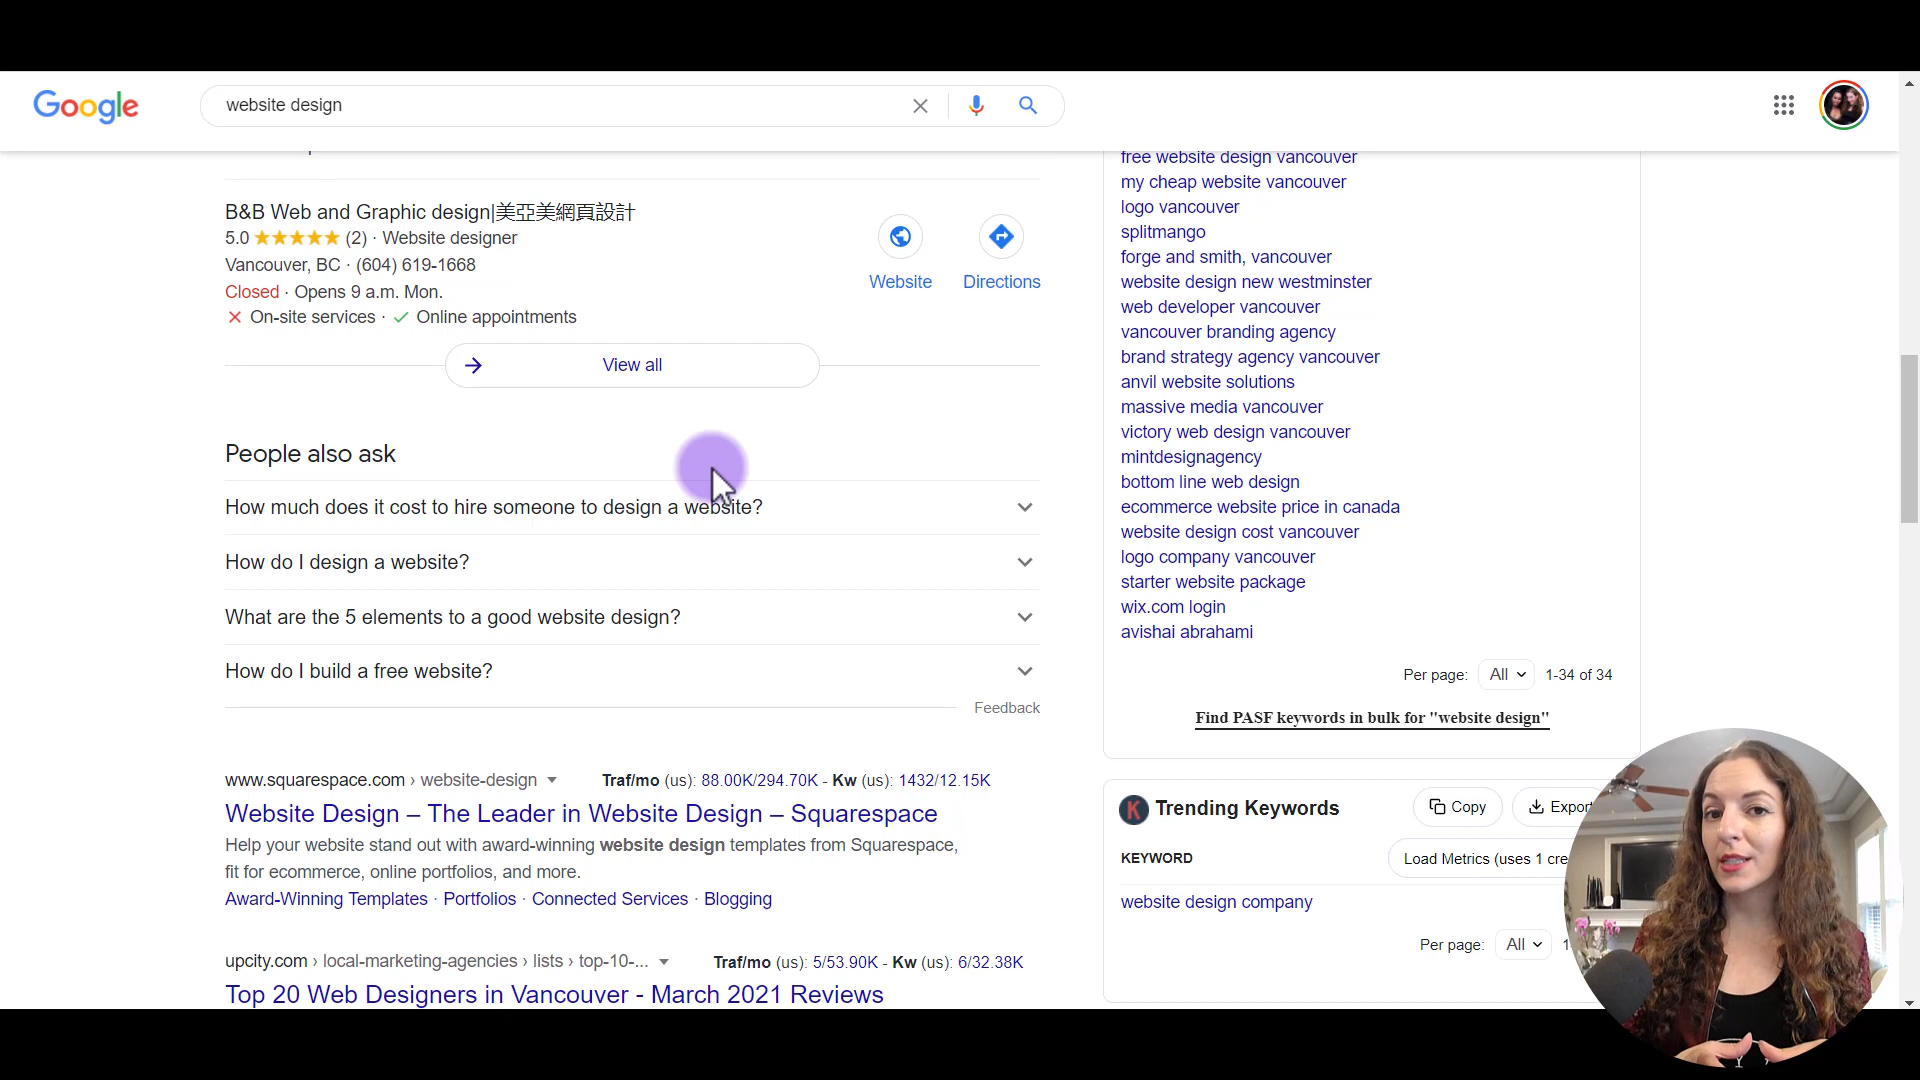 Google
website design
B&B Web and Graphic design|美亞美網頁設計
5.0 ★★★★★ (2) · Website designer
Vancouver, BC · (604) 619-1668
Closed · Opens 9 a.m. Mon.
✕ On-site services · ✓ Online appointments
Website
Directions
→ View all
People also ask
How much does it cost to hire someone to design a website?
How do I design a website?
What are the 5 elements to a good website design?
How do I build a free website?
Feedback
www.squarespace.com › website-design ▾ Traf/mo (us): 88.00K/294.70K - Kw (us): 1432/12.15K
Website Design – The Leader in Website Design – Squarespace
Help your website stand out with award-winning website design templates from Squarespace,
fit for ecommerce, online portfolios, and more.
Award-Winning Templates · Portfolios · Connected Services · Blogging
upcity.com › local-marketing-agencies › lists › top-10-... ▾ Traf/mo (us): 5/53.90K - Kw (us): 6/32.38K
Top 20 Web Designers in Vancouver - March 2021 Reviews
free website design vancouver
my cheap website vancouver
logo vancouver
splitmango
forge and smith, vancouver
website design new westminster
web developer vancouver
vancouver branding agency
brand strategy agency vancouver
anvil website solutions
massive media vancouver
victory web design vancouver
mintdesignagency
bottom line web design
ecommerce website price in canada
website design cost vancouver
logo company vancouver
starter website package
wix.com login
avishai abrahami
Per page: All 1-34 of 34
Find PASF keywords in bulk for "website design"
K Trending Keywords Copy Export
KEYWORD Load Metrics (uses 1 cre
website design company
Per page: All 1-